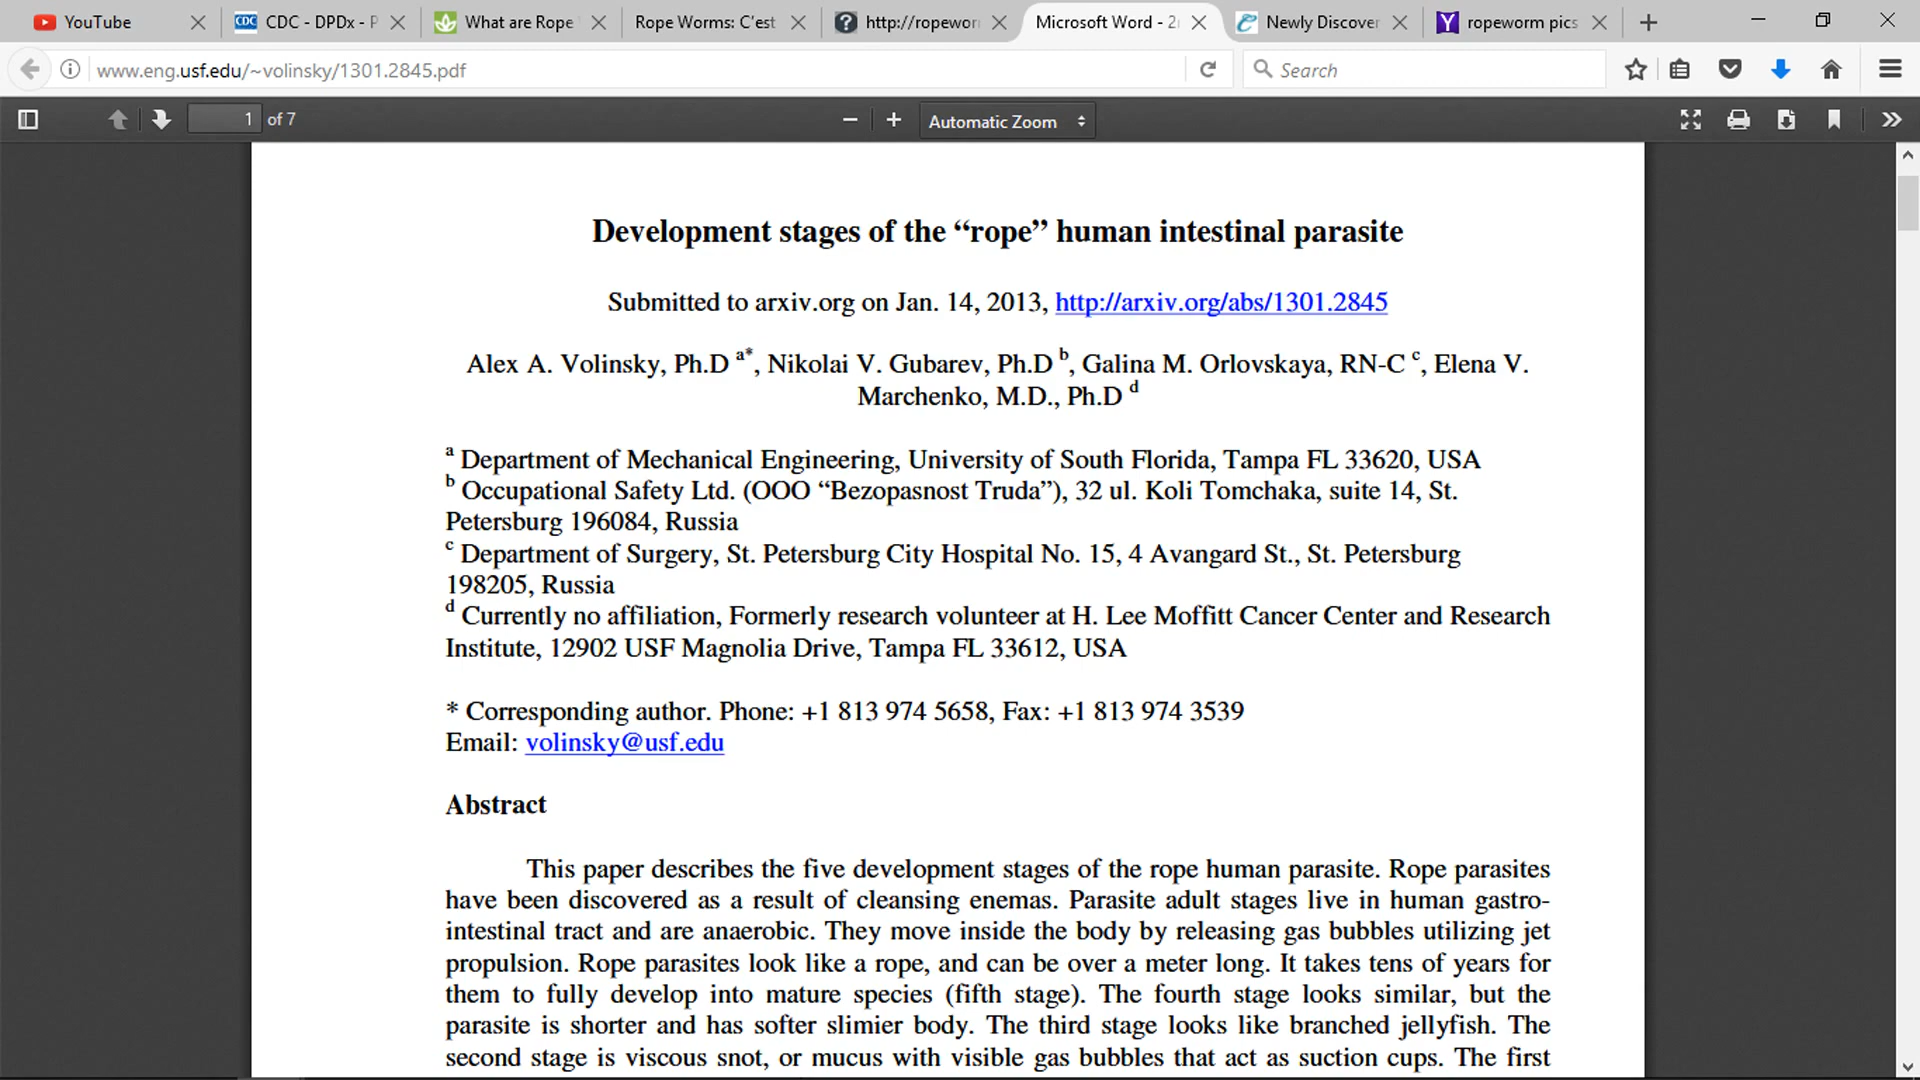 YouTube
CDC - DPDx - P
What are Rope
Rope Worms: C'est
http://ropewor
Microsoft Word - 2
Newly Discover
ropeworm pics
www.eng.usf.edu/~volinsky/1301.2845.pdf
Search
1 of 7
Automatic Zoom
Development stages of the “rope” human intestinal parasite
Submitted to arxiv.org on Jan. 14, 2013, http://arxiv.org/abs/1301.2845
Alex A. Volinsky, Ph.D a*, Nikolai V. Gubarev, Ph.D b, Galina M. Orlovskaya, RN-C c, Elena V.
Marchenko, M.D., Ph.D d
a Department of Mechanical Engineering, University of South Florida, Tampa FL 33620, USA
b Occupational Safety Ltd. (OOO “Bezopasnost Truda”), 32 ul. Koli Tomchaka, suite 14, St.
Petersburg 196084, Russia
c Department of Surgery, St. Petersburg City Hospital No. 15, 4 Avangard St., St. Petersburg
198205, Russia
d Currently no affiliation, Formerly research volunteer at H. Lee Moffitt Cancer Center and Research
Institute, 12902 USF Magnolia Drive, Tampa FL 33612, USA
* Corresponding author. Phone: +1 813 974 5658, Fax: +1 813 974 3539
Email: volinsky@usf.edu
Abstract
This paper describes the five development stages of the rope human parasite. Rope parasites
have been discovered as a result of cleansing enemas. Parasite adult stages live in human gastro-
intestinal tract and are anaerobic. They move inside the body by releasing gas bubbles utilizing jet
propulsion. Rope parasites look like a rope, and can be over a meter long. It takes tens of years for
them to fully develop into mature species (fifth stage). The fourth stage looks similar, but the
parasite is shorter and has softer slimier body. The third stage looks like branched jellyfish. The
second stage is viscous snot, or mucus with visible gas bubbles that act as suction cups. The first